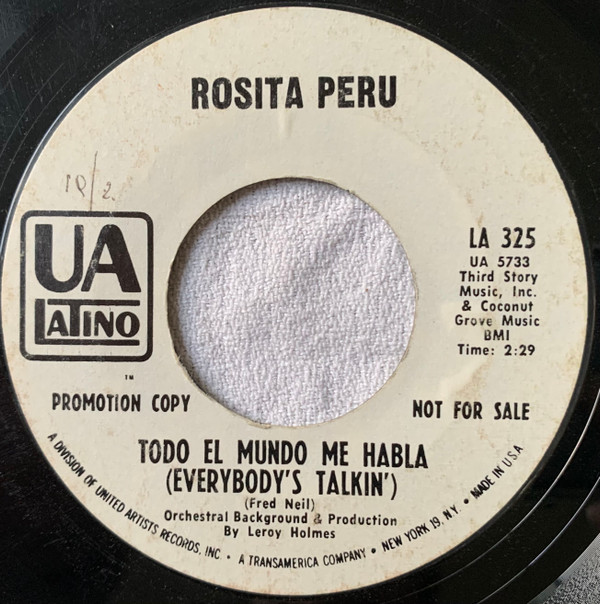 ROSITA PERU
10/2.
UA
LATINO
TM
LA 325
UA 5733
Third Story
Music, Inc.
& Coconut
Grove Music
BMI
Time: 2:29
PROMOTION COPY
NOT FOR SALE
TODO EL MUNDO ME HABLA
(EVERYBODY'S TALKIN')
(Fred Neil)
Orchestral Background & Production
By Leroy Holmes
A DIVISION OF UNITED ARTISTS RECORDS, INC • A TRANSAMERICA COMPANY • NEW YORK 19, N.Y. • MADE IN U.S.A